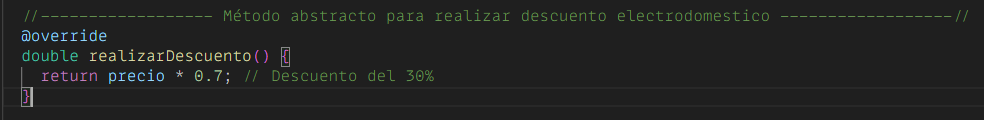 //------------------ Método abstracto para realizar descuento electrodomestico ------------------//
@override
double realizarDescuento() {
return precio * 0.7; // Descuento del 30%
}